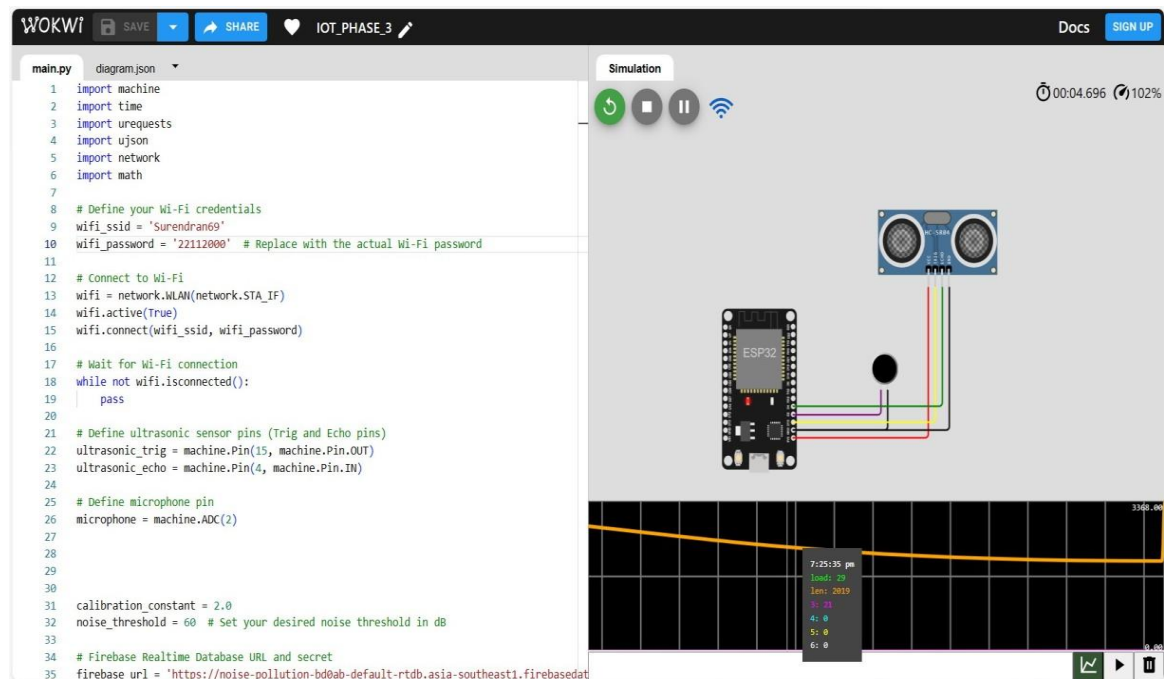 WOKWi SAVE SHARE IOT_PHASE_3 Docs SIGN UP
main.py diagram.json
1 import machine
2 import time
3 import urequests
4 import ujson
5 import network
6 import math
7
8 # Define your Wi-Fi credentials
9 wifi_ssid = 'Surendran69'
10 wifi_password = '22112000' # Replace with the actual Wi-Fi password
11
12 # Connect to Wi-Fi
13 wifi = network.WLAN(network.STA_IF)
14 wifi.active(True)
15 wifi.connect(wifi_ssid, wifi_password)
16
17 # Wait for Wi-Fi connection
18 while not wifi.isconnected():
19 pass
20
21 # Define ultrasonic sensor pins (Trig and Echo pins)
22 ultrasonic_trig = machine.Pin(15, machine.Pin.OUT)
23 ultrasonic_echo = machine.Pin(4, machine.Pin.IN)
24
25 # Define microphone pin
26 microphone = machine.ADC(2)
27
28
29
30
31 calibration_constant = 2.0
32 noise_threshold = 60 # Set your desired noise threshold in dB
33
34 # Firebase Realtime Database URL and secret
35 firebase_url = 'https://noise-pollution-bd0ab-default-rtdb.asia-southeast1.firebasedat
Simulation
00:04.696 102%
HC-SR04
ESP32
3368.00
7:25:35 pm
load: 29
len: 2019
3: 21
4: 0
5: 0
6: 0
0.00